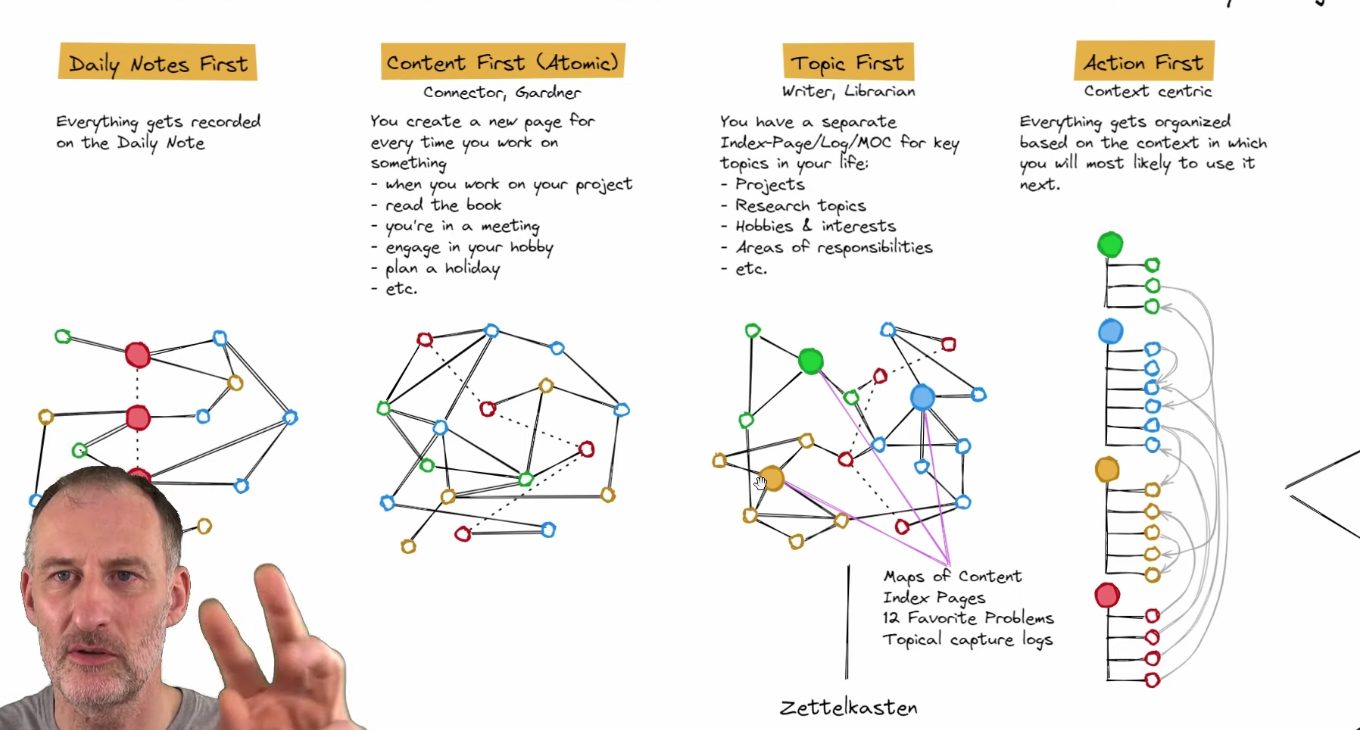 Daily Notes First
Everything gets recorded
on the Daily Note
Content First (Atomic)
Connector, Gardner
You create a new page for
every time you work on
something
- when you work on your project
- read the book
- you're in a meeting
- engage in your hobby
- plan a holiday
- etc.
Topic First
Writer, Librarian
You have a separate
Index-Page/Log/MOC for key
topics in your life:
- Projects
- Research topics
- Hobbies & interests
- Areas of responsibilities
- etc.
Maps of Content
Index Pages
12 Favorite Problems
Topical capture logs
Zettelkasten
Action First
Context centric
Everything gets organized
based on the context in which
you will most likely to use it
next.